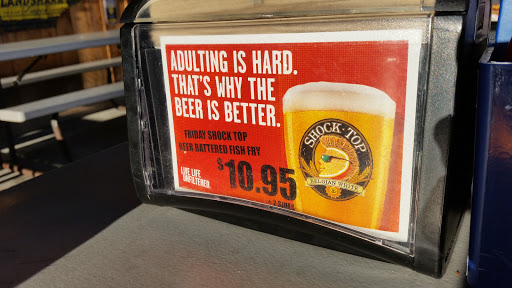 LANDSHARK
ADULTING IS HARD.
THAT'S WHY THE
BEER IS BETTER.
FRIDAY SHOCK TOP
BEER BATTERED FISH FRY
$10.95
LIVE LIFE
UNFILTERED.
SHOCK·TOP
BELGIAN WHITE